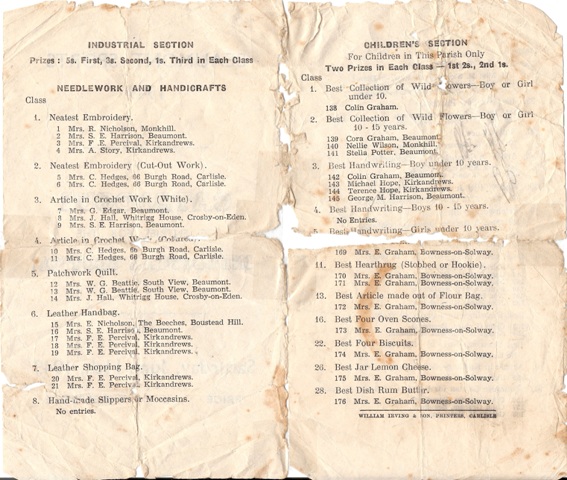 INDUSTRIAL SECTION
Prizes : 5s. First, 3s. Second, 1s. Third in Each Class
NEEDLEWORK AND HANDICRAFTS
Class
1. Neatest Embroidery.
1 Mrs. R. Nicholson, Monkhill.
2 Mrs. S. E. Harrison, Beaumont.
3 Mrs. F .E. Percival, Kirkandrews.
4 Mrs. A. Story, Kirkandrews.
2. Neatest Embroidery (Cut-Out Work).
5 Mrs. C. Hedges, 66 Burgh Road, Carlisle.
6 Mrs. C. Hedges, 66 Burgh Road, Carlisle.
3. Article in Crochet Work (White).
7 Mrs. G. Edgar, Beaumont.
8 Mrs. J. Hall, Whitrigg House, Crosby-on-Eden.
9 Mrs. S. E. Harrison, Beaumont.
4. Article in Crochet Work
10 Mrs. C. Hedges, 66 Burgh Road, Carlisle.
11 Mrs. C. Hedges, 66 Burgh Road, Carlisle.
5. Patchwork Quilt.
12 Mrs. W. G. Beattie, South View, Beaumont.
13 Mrs. W. G. Beattie, South View, Beaumont.
14 Mrs. J. Hall, Whitrigg House, Crosby-on-Eden.
6. Leather Handbag.
15 Mrs. E. Nicholson, The Beeches, Boustead Hill.
16 Mrs. S. E. Harrison, Beaumont.
17 Mrs. F. E. Percival, Kirkandrews.
18 Mrs. F. E. Percival, Kirkandrews.
19 Mrs. F. E. Percival, Kirkandrews.
7. Leather Shopping Bag.
20 Mrs. F. E. Percival, Kirkandrews.
21 Mrs. F. E. Percival, Kirkandrews.
8. Hand-made Slippers or Moccasins.
No entries.
CHILDREN'S SECTION
For Children in This Parish Only
Two Prizes in Each Class — 1st 2s., 2nd 1s.
Class
1. Best Collection of Wild Flowers—Boy or Girl
under 10.
138 Colin Graham.
2. Best Collection of Wild Flowers—Boy or Girl
10 - 15 years.
139 Cora Graham, Beaumont.
140 Nellie Wilson, Monkhill.
141 Stella Potter, Beaumont.
3. Best Handwriting—Boy under 10 years.
142 Colin Graham, Beaumont.
143 Michael Hope, Kirkandrews.
144 Terence Hope, Kirkandrews.
145 George M. Harrison, Beaumont.
4. Best Handwriting—Boys 10 - 15 years.
No Entries.
5. Best Handwriting—Girls under 10 years.
169 Mrs. E. Graham, Bowness-on-Solway.
11. Best Hearthrug (Stobbed or Hookie).
170 Mrs. E. Graham, Bowness-on-Solway.
171 Mrs. E. Graham, Bowness-on-Solway.
13. Best Article made out of Flour Bag.
172 Mrs. E. Graham, Bowness-on-Solway.
16. Best Four Oven Scones.
173 Mrs. E. Graham, Bowness-on-Solway.
22. Best Four Biscuits.
174 Mrs. E. Graham, Bowness-on-Solway.
26. Best Jar Lemon Cheese.
175 Mrs. E. Graham, Bowness-on-Solway.
28. Best Dish Rum Butter.
176 Mrs. E. Graham, Bowness-on-Solway.
WILLIAM IRVING & SON, PRINTERS, CARLISLE